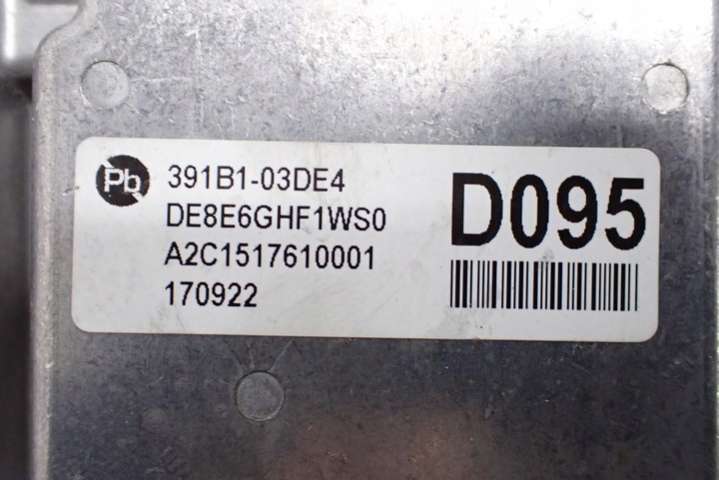 Pb 391B1-03DE4
DE8E6GHF1WS0
A2C1517610001
170922
D095